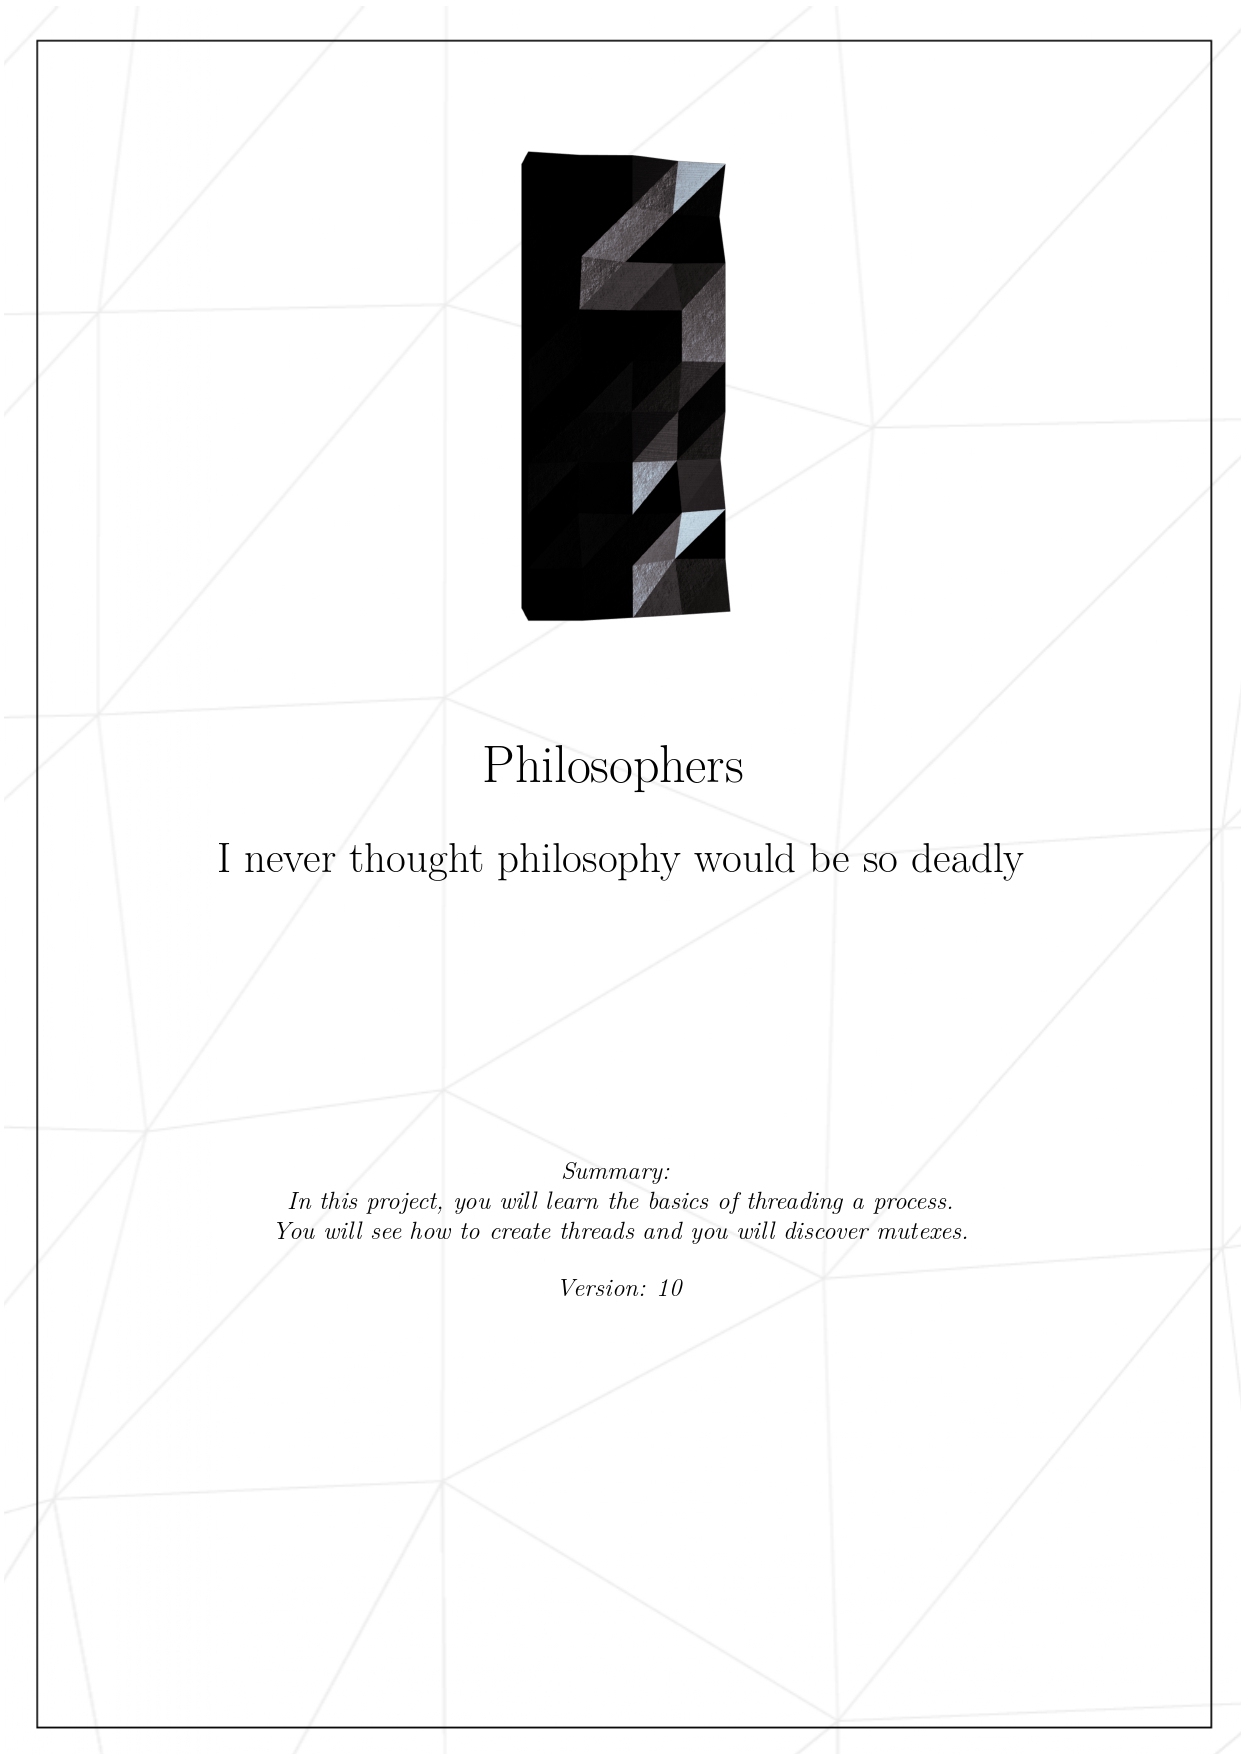 Philosophers
I never thought philosophy would be so deadly
Summary:
In this project, you will learn the basics of threading a process.
You will see how to create threads and you will discover mutexes.
Version: 10